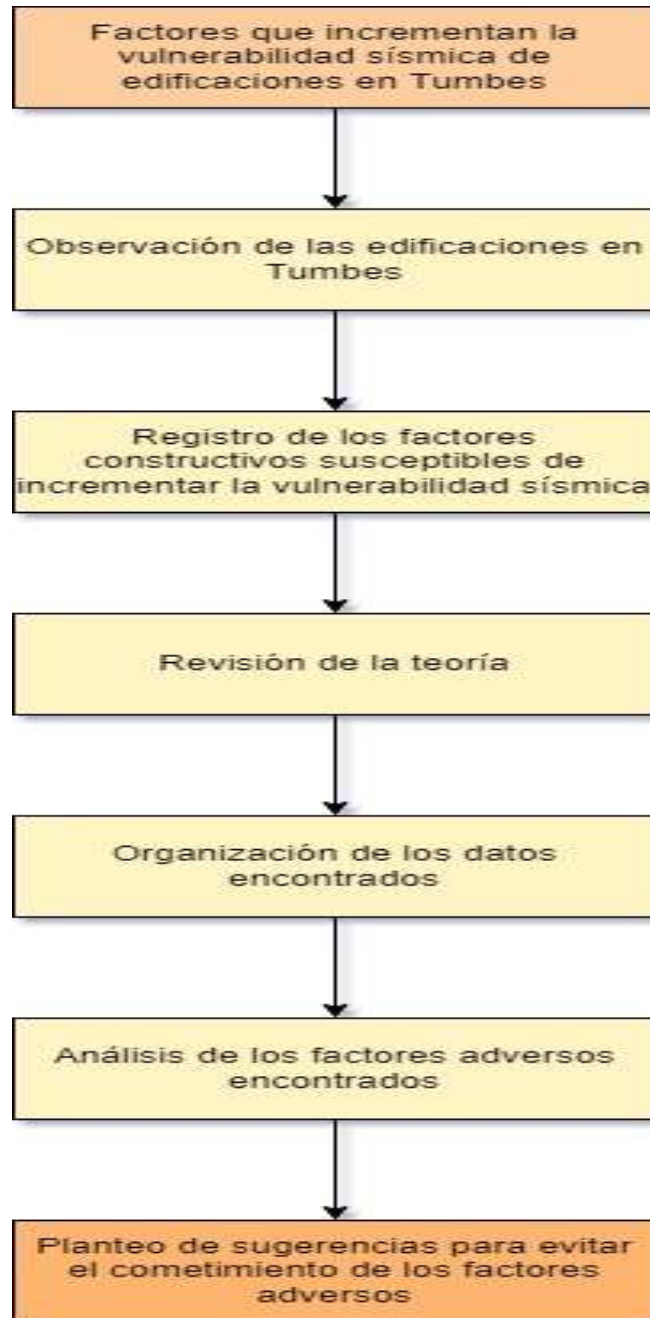 Factores que incrementan la
vulnerabilidad sísmica de
edificaciones en Tumbes
Observación de las edificaciones en
Tumbes
Registro de los factores
constructivos susceptibles de
incrementar la vulnerabilidad sísmica
Revisión de la teoría
Organización de los datos
encontrados
Análisis de los factores adversos
encontrados
Planteo de sugerencias para evitar
el cometimiento de los factores
adversos